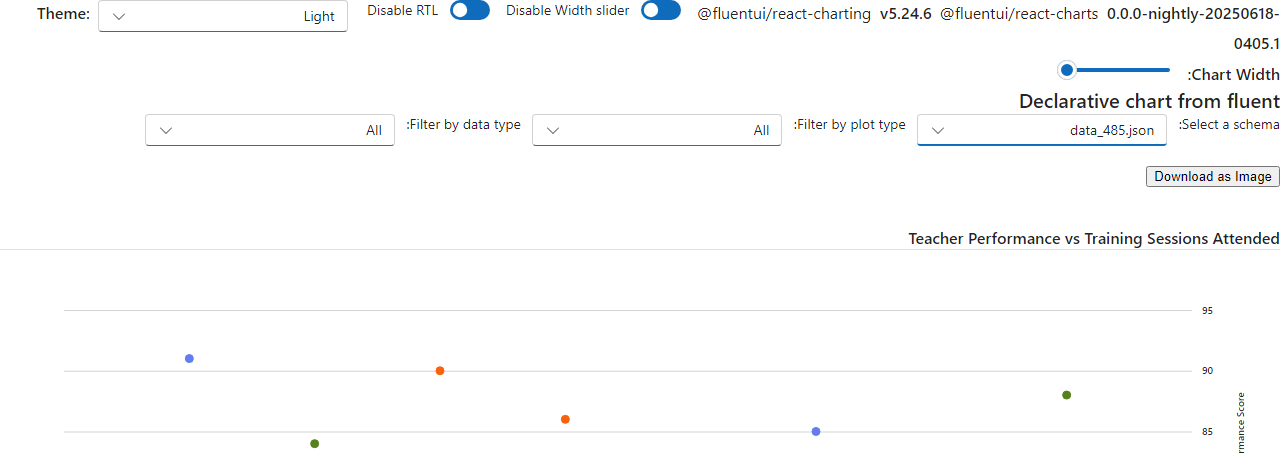 Theme:
Light
Disable RTL
Disable Width slider
@fluentui/react-charting v5.24.6 @fluentui/react-charts 0.0.0-nightly-20250618-
0405.1
:Chart Width
Declarative chart from fluent
:Select a schema
data_485.json
:Filter by plot type
All
:Filter by data type
All
Download as Image
Teacher Performance vs Training Sessions Attended
95
90
85
Score